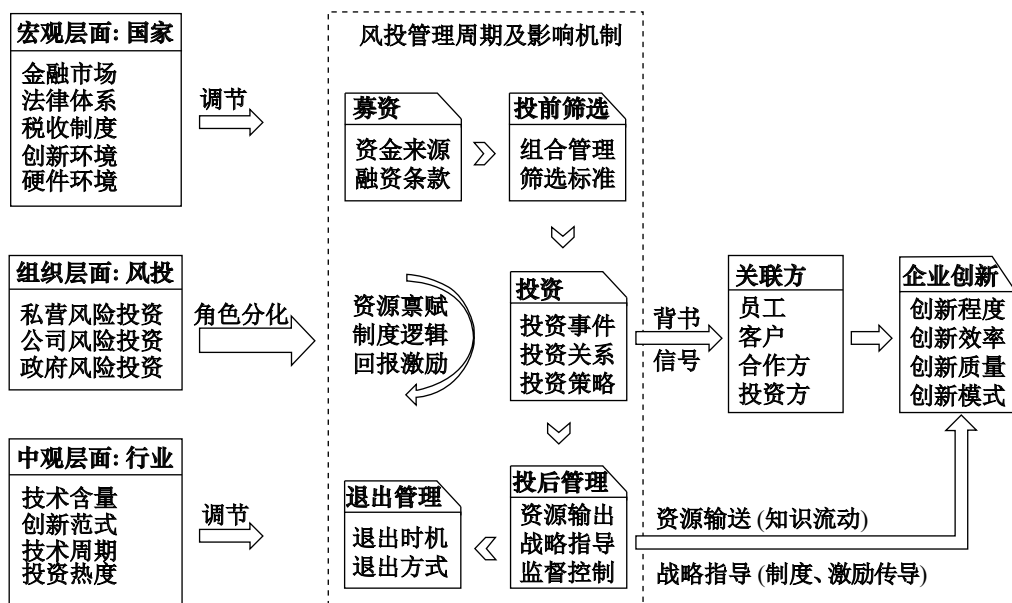 宏观层面: 国家
金融市场
法律体系
税收制度
创新环境
硬件环境
调节
组织层面: 风投
私营风险投资
公司风险投资
政府风险投资
角色分化
中观层面: 行业
技术含量
创新范式
技术周期
投资热度
调节
风投管理周期及影响机制
募资
资金来源
融资条款
投前筛选
组合管理
筛选标准
资源禀赋
制度逻辑
回报激励
投资
投资事件
投资关系
投资策略
退出管理
退出时机
退出方式
投后管理
资源输出
战略指导
监督控制
背书
信号
关联方
员工
客户
合作方
投资方
企业创新
创新程度
创新效率
创新质量
创新模式
资源输送 (知识流动)
战略指导 (制度、激励传导)